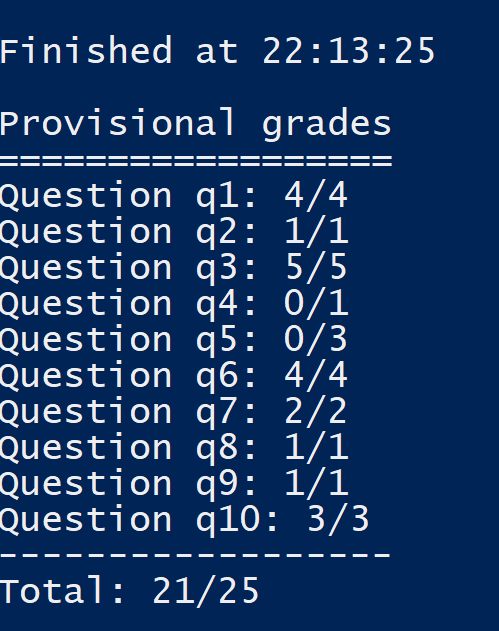 Finished at 22:13:25
Provisional grades
==================
Question q1: 4/4
Question q2: 1/1
Question q3: 5/5
Question q4: 0/1
Question q5: 0/3
Question q6: 4/4
Question q7: 2/2
Question q8: 1/1
Question q9: 1/1
Question q10: 3/3
------------------
Total: 21/25